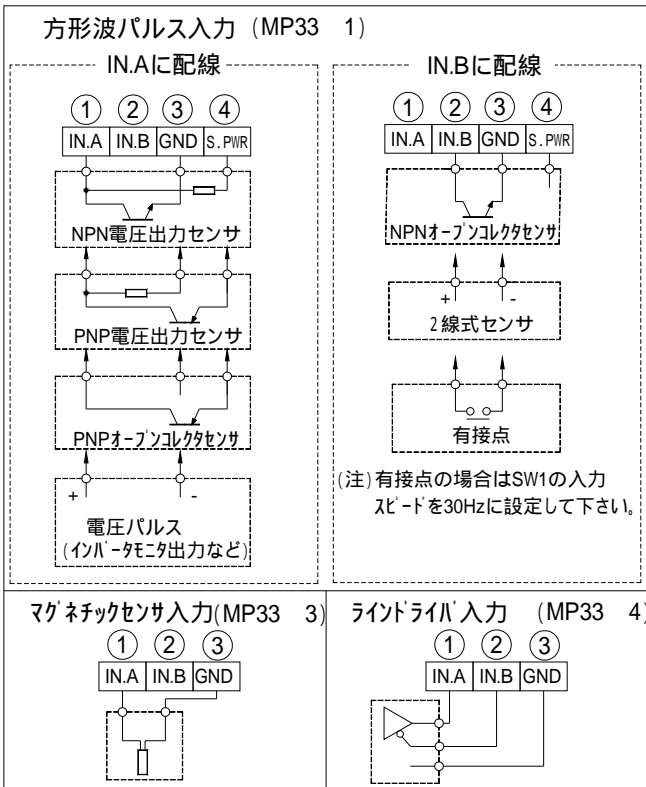 方形波パルス入力 (MP33 1)
IN.Aに配線
① ② ③ ④
IN.A IN.B GND S.PWR
NPN電圧出力センサ
PNP電圧出力センサ
PNPオープンコレクタセンサ
+ -
電圧パルス
(インバータモニタ出力など)
IN.Bに配線
① ② ③ ④
IN.A IN.B GND S.PWR
NPNオープンコレクタセンサ
+ -
2線式センサ
有接点
(注)有接点の場合はSW1の入力
スピードを30Hzに設定して下さい。
マグネチックセンサ入力(MP33 3)
① ② ③
IN.A IN.B GND
ラインドライバ入力 (MP33 4)
① ② ③
IN.A IN.B GND